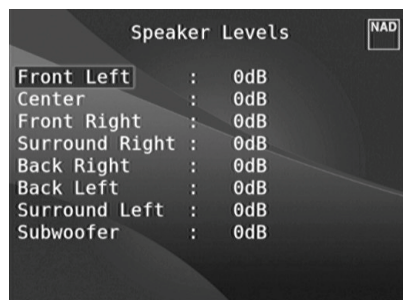 Speaker Levels
NAD
Front Left : 0dB
Center : 0dB
Front Right : 0dB
Surround Right : 0dB
Back Right : 0dB
Back Left : 0dB
Surround Left : 0dB
Subwoofer : 0dB